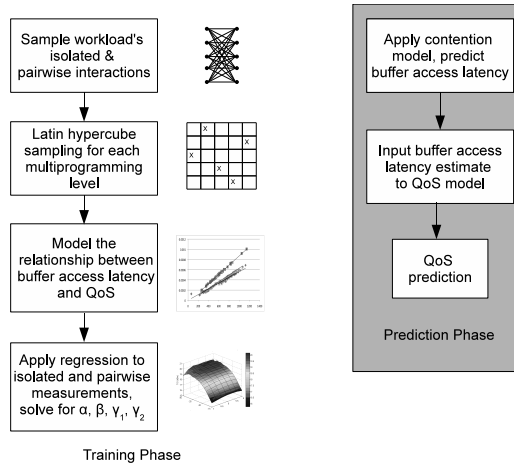 Sample workload's
isolated &
pairwise interactions
Latin hypercube
sampling for each
multiprogramming
level
X
X
X
X
X
Model the
relationship between
buffer access latency
and QoS
Apply regression to
isolated and pairwise
measurements,
solve for α, β, γ₁, γ₂
Training Phase
Apply contention
model, predict
buffer access latency
Input buffer access
latency estimate
to QoS model
QoS
prediction
Prediction Phase